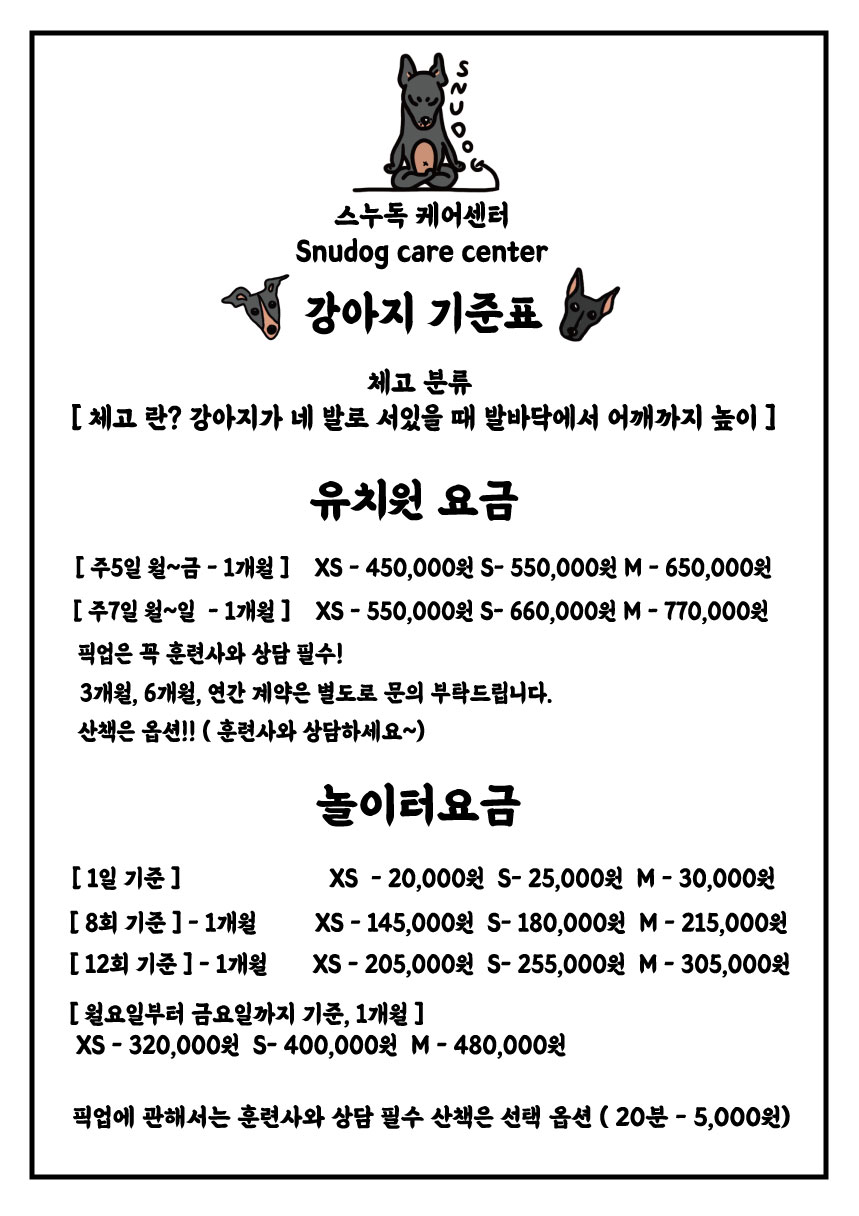 SNUDOG
스누독 케어센터
Snudog care center
강아지 기준표
체고 분류
[ 체고 란? 강아지가 네 발로 서있을 때 발바닥에서 어깨까지 높이 ]
유치원 요금
[ 주5일 월~금 - 1개월 ] XS - 450,000원 S- 550,000원 M - 650,000원
[ 주7일 월~일 - 1개월 ] XS - 550,000원 S- 660,000원 M - 770,000원
픽업은 꼭 훈련사와 상담 필수!
3개월, 6개월, 연간 계약은 별도로 문의 부탁드립니다.
산책은 옵션!! ( 훈련사와 상담하세요~)
놀이터요금
[ 1일 기준 ] XS - 20,000원 S- 25,000원 M - 30,000원
[ 8회 기준 ] - 1개월 XS - 145,000원 S- 180,000원 M - 215,000원
[ 12회 기준 ] - 1개월 XS - 205,000원 S- 255,000원 M - 305,000원
[ 월요일부터 금요일까지 기준, 1개월 ]
XS - 320,000원 S- 400,000원 M - 480,000원
픽업에 관해서는 훈련사와 상담 필수 산책은 선택 옵션 ( 20분 - 5,000원)